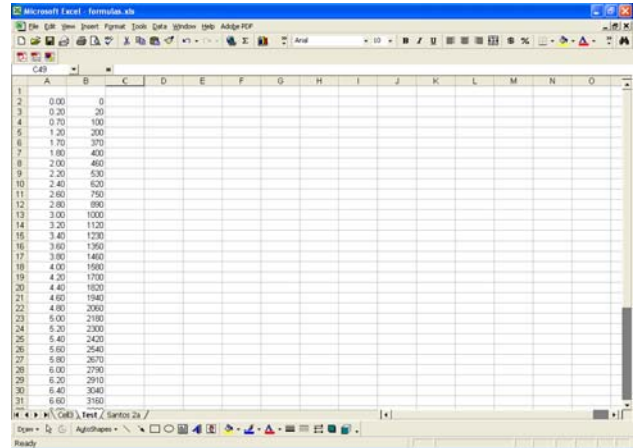 Microsoft Excel - formulas.xls
File Edit View Insert Format Tools Data Window Help Adobe PDF
Arial 10 B I U $ %
C49 =
A B C D E F G H I J K L M N O
1
2 0.00 0
3 0.20 20
4 0.70 100
5 1.20 200
6 1.70 370
7 1.80 400
8 2.00 460
9 2.20 530
10 2.40 620
11 2.60 750
12 2.80 890
13 3.00 1000
14 3.20 1120
15 3.40 1230
16 3.60 1350
17 3.80 1460
18 4.00 1580
19 4.20 1700
20 4.40 1820
21 4.60 1940
22 4.80 2060
23 5.00 2180
24 5.20 2300
25 5.40 2420
26 5.60 2540
27 5.80 2670
28 6.00 2790
29 6.20 2910
30 6.40 3040
31 6.60 3160
Cell3 Test Santos 2a
Draw AutoShapes
Ready